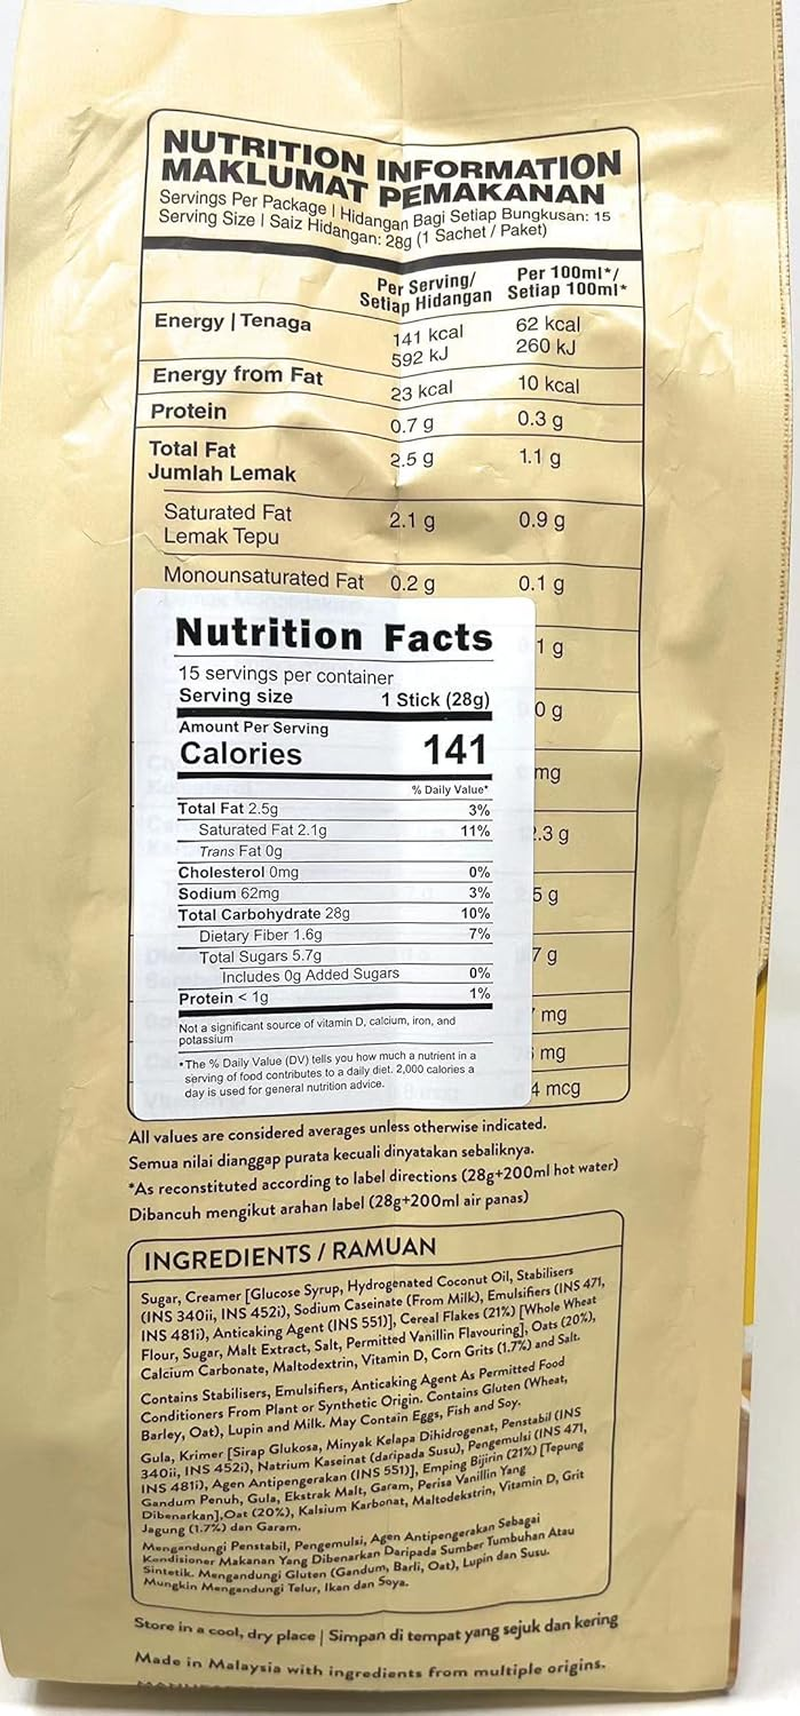 NUTRITION INFORMATION
MAKLUMAT PEMAKANAN
Servings Per Package | Hidangan Bagi Setiap Bungkusan: 15
Serving Size | Saiz Hidangan: 28g (1 Sachet / Paket)
Per Serving/ Per 100ml*/
Setiap Hidangan Setiap 100ml*
Energy | Tenaga 141 kcal 62 kcal
592 kJ 260 kJ
Energy from Fat 23 kcal 10 kcal
Protein 0.7 g 0.3 g
Total Fat 2.5 g 1.1 g
Jumlah Lemak
Saturated Fat 2.1 g 0.9 g
Lemak Tepu
Monounsaturated Fat 0.2 g 0.1 g
1 g
0 g
mg
.3 g
5 g
7 g
mg
mg
4 mcg
Nutrition Facts
15 servings per container
Serving size 1 Stick (28g)
Amount Per Serving
Calories 141
% Daily Value*
Total Fat 2.5g 3%
Saturated Fat 2.1g 11%
Trans Fat 0g
Cholesterol 0mg 0%
Sodium 62mg 3%
Total Carbohydrate 28g 10%
Dietary Fiber 1.6g 7%
Total Sugars 5.7g
Includes 0g Added Sugars 0%
Protein < 1g 1%
Not a significant source of vitamin D, calcium, iron, and
potassium
*The % Daily Value (DV) tells you how much a nutrient in a
serving of food contributes to a daily diet. 2,000 calories a
day is used for general nutrition advice.
All values are considered averages unless otherwise indicated.
Semua nilai dianggap purata kecuali dinyatakan sebaliknya.
*As reconstituted according to label directions (28g+200ml hot water)
Dibancuh mengikut arahan label (28g+200ml air panas)
INGREDIENTS / RAMUAN
Sugar, Creamer [Glucose Syrup, Hydrogenated Coconut Oil, Stabilisers
(INS 340ii, INS 452i), Sodium Caseinate (From Milk), Emulsifiers (INS 471,
INS 481i), Anticaking Agent (INS 551)], Cereal Flakes (21%) [Whole Wheat
Flour, Sugar, Malt Extract, Salt, Permitted Vanillin Flavouring], Oats (20%),
Calcium Carbonate, Maltodextrin, Vitamin D, Corn Grits (1.7%) and Salt.
Contains Stabilisers, Emulsifiers, Anticaking Agent As Permitted Food
Conditioners From Plant or Synthetic Origin. Contains Gluten (Wheat,
Barley, Oat), Lupin and Milk. May Contain Eggs, Fish and Soy.
Gula, Krimer [Sirap Glukosa, Minyak Kelapa Dihidrogenat, Penstabil (INS
340ii, INS 452i), Natrium Kaseinat (daripada Susu), Pengemulsi (INS 471,
INS 481i), Agen Antipengerakan (INS 551)], Emping Bijirin (21%) [Tepung
Gandum Penuh, Gula, Ekstrak Malt, Garam, Perisa Vanillin Yang
Dibenarkan],Oat (20%), Kalsium Karbonat, Maltodekstrin, Vitamin D, Grit
Jagung (1.7%) dan Garam.
Mengandungi Penstabil, Pengemulsi, Agen Antipengerakan Sebagai
Kondisioner Makanan Yang Dibenarkan Daripada Sumber Tumbuhan Atau
Sintetik. Mengandungi Gluten (Gandum, Barli, Oat), Lupin dan Susu.
Mungkin Mengandungi Telur, Ikan dan Soya.
Store in a cool, dry place | Simpan di tempat yang sejuk dan kering
Made in Malaysia with ingredients from multiple origins.